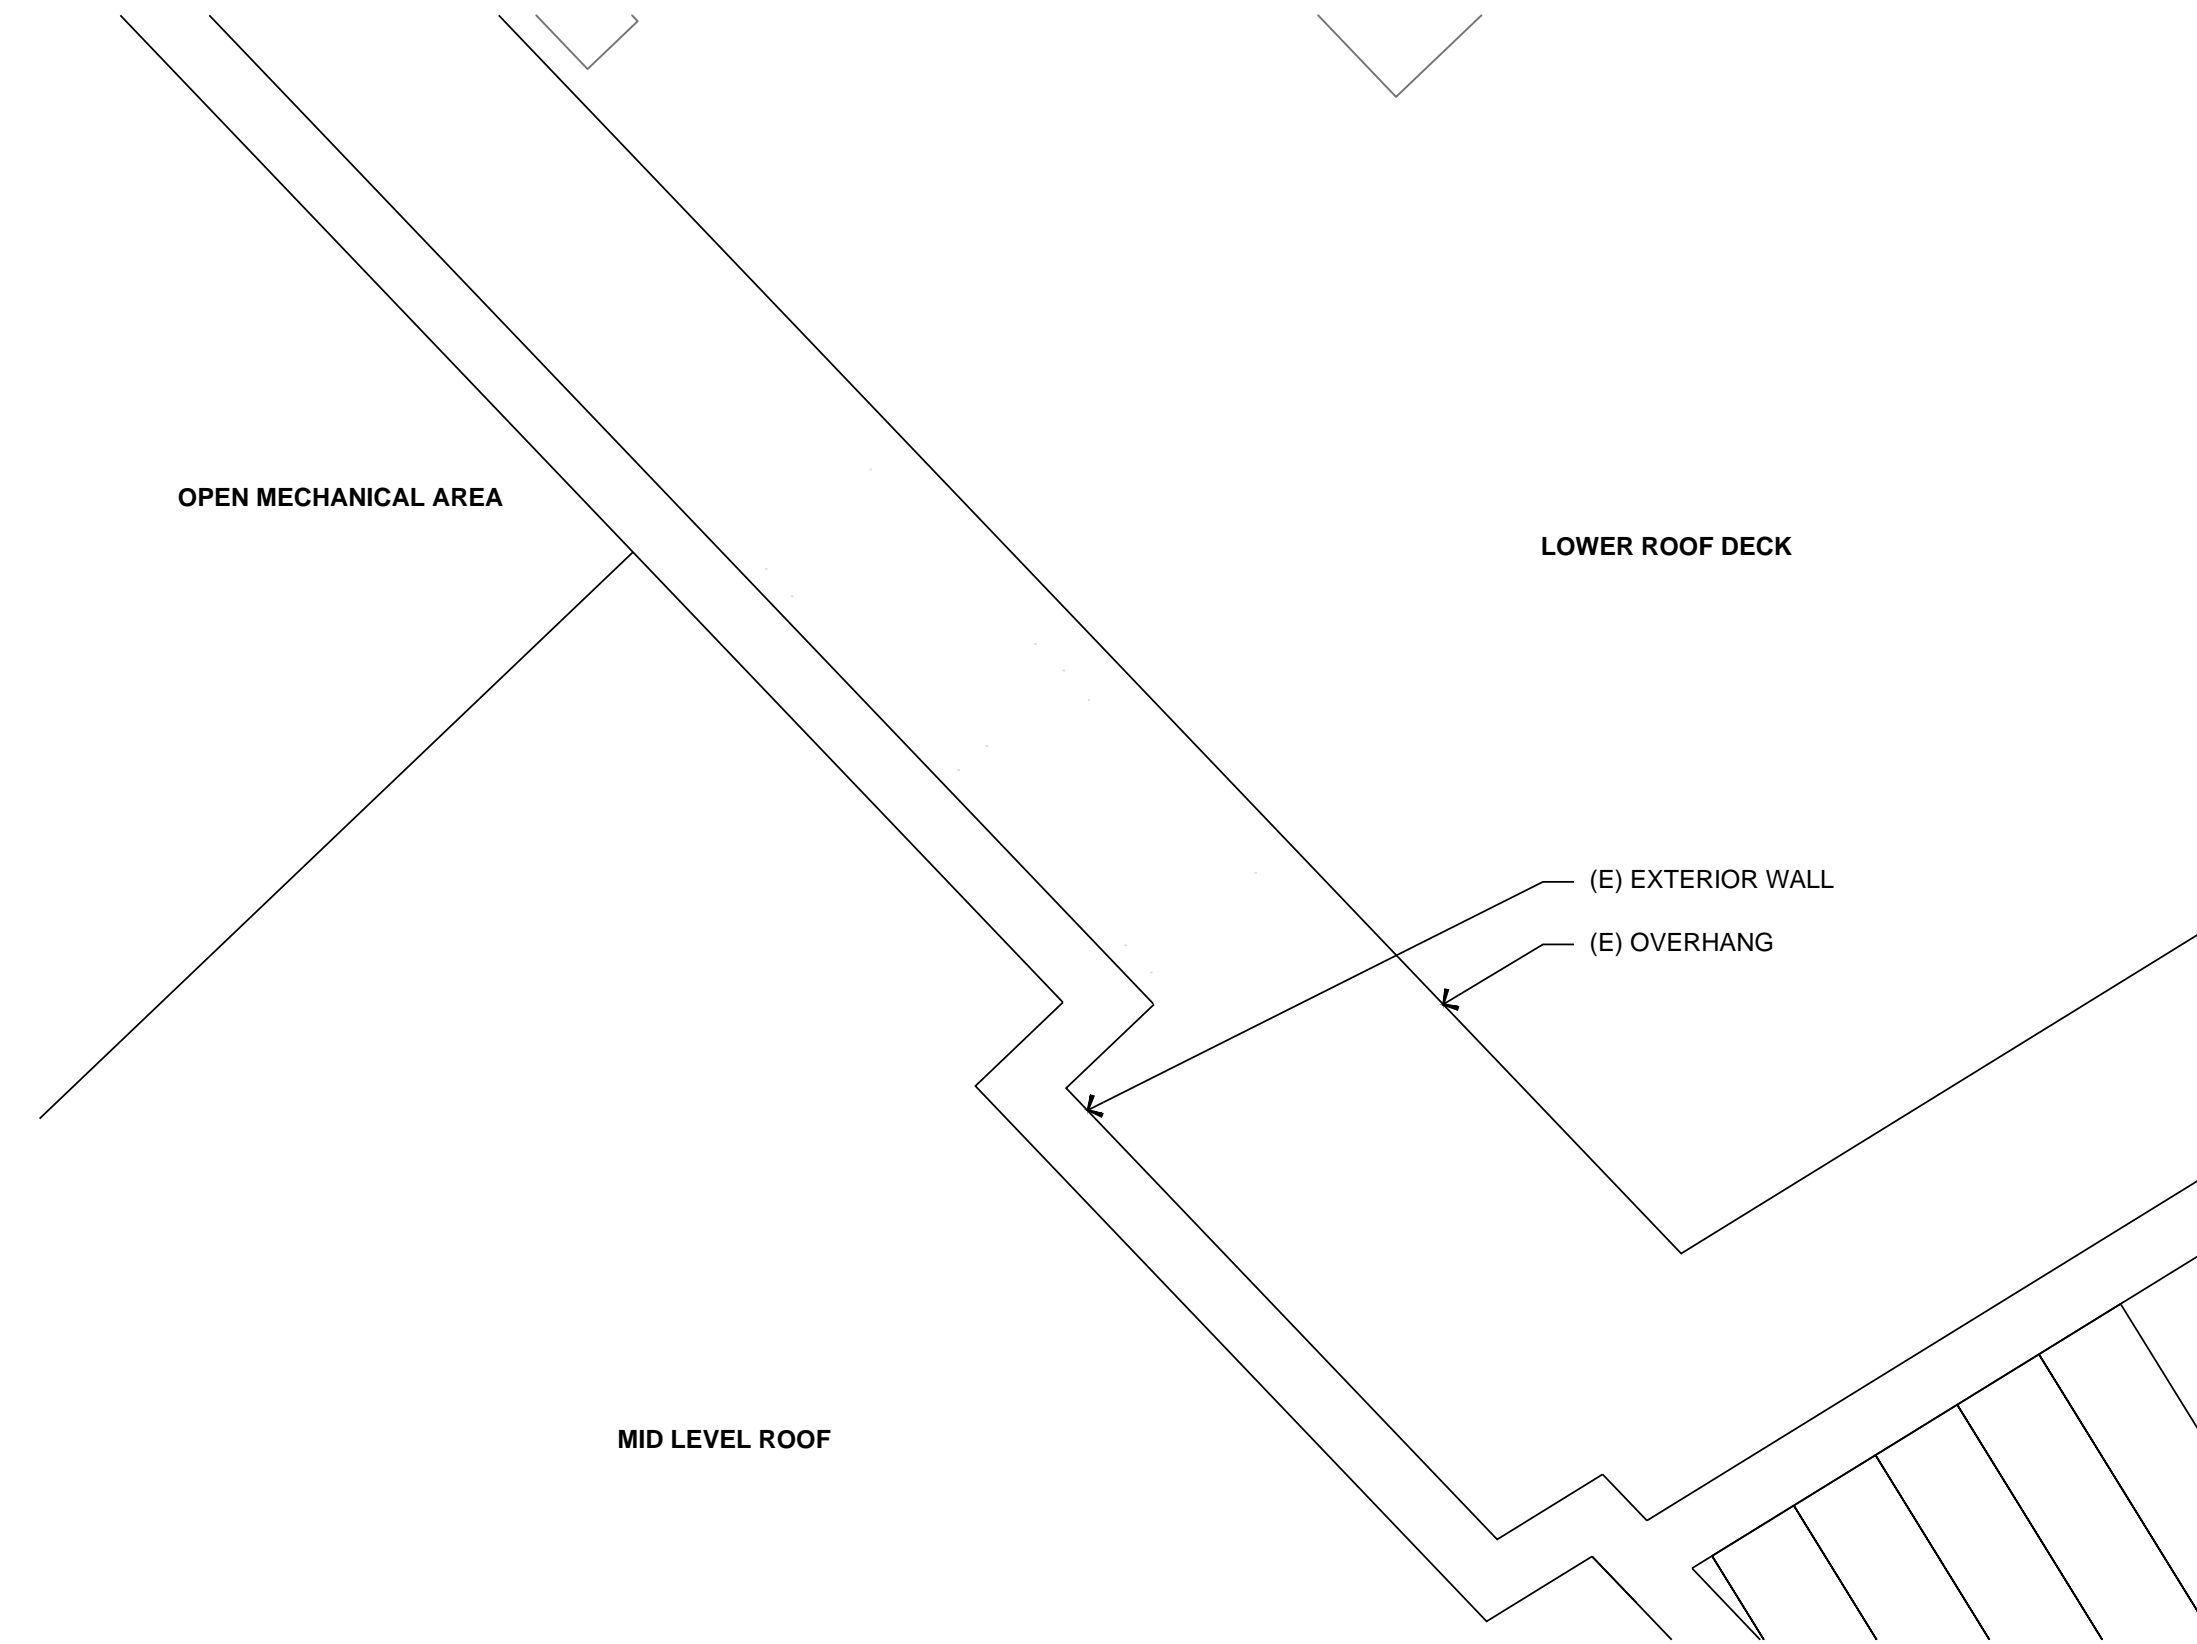 OPEN MECHANICAL AREA
LOWER ROOF DECK
(E) EXTERIOR WALL
(E) OVERHANG
MID LEVEL ROOF